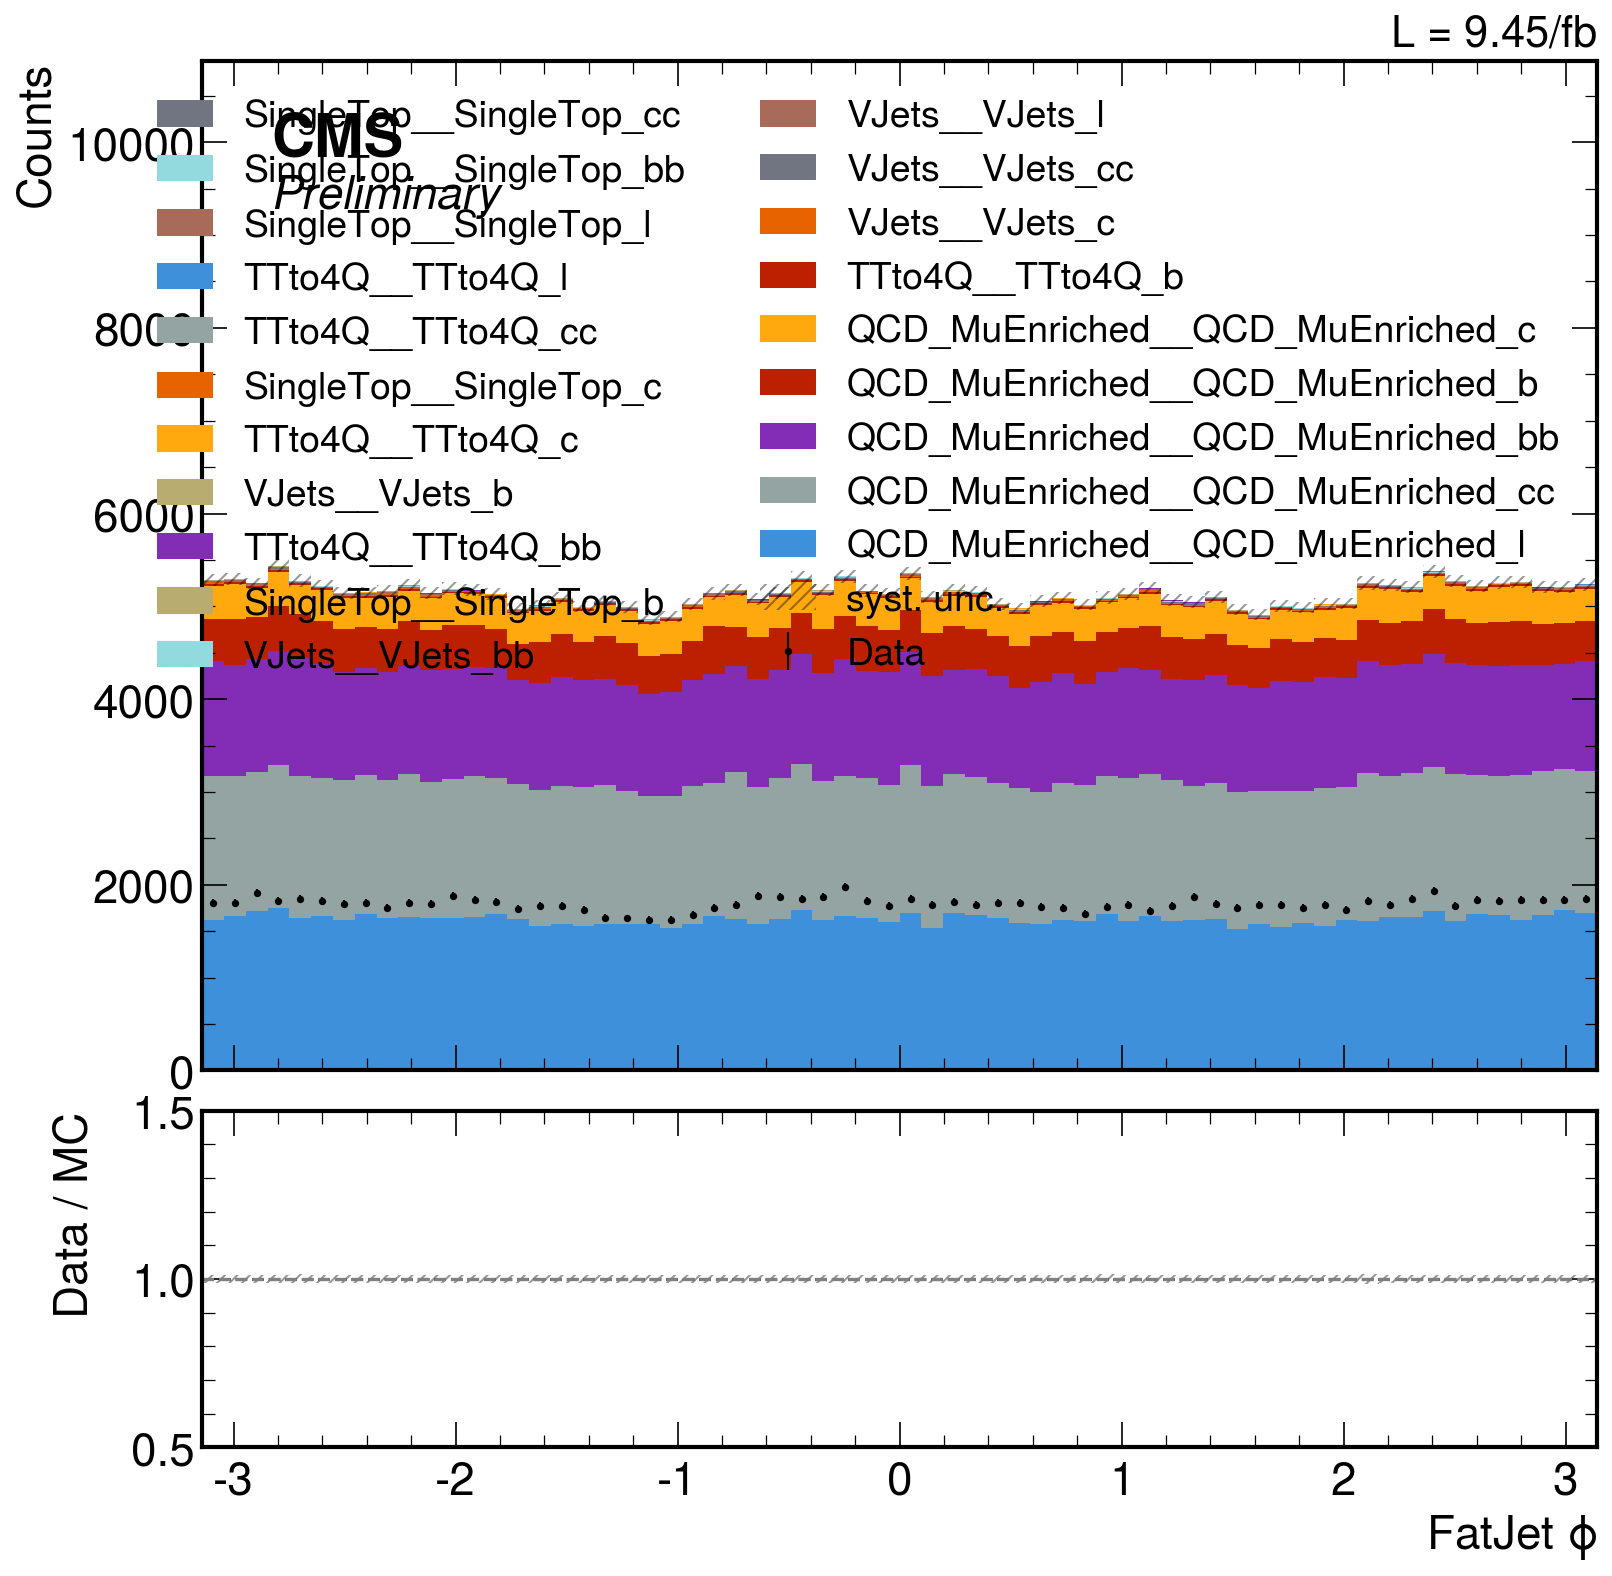 L = 9.45/fb
Counts
CMS
Preliminary
SingleTop__SingleTop_cc
SingleTop__SingleTop_bb
SingleTop__SingleTop_l
TTto4Q__TTto4Q_l
TTto4Q__TTto4Q_cc
SingleTop__SingleTop_c
TTto4Q__TTto4Q_c
VJets__VJets_b
TTto4Q__TTto4Q_bb
SingleTop__SingleTop_b
VJets__VJets_bb
VJets__VJets_l
VJets__VJets_cc
VJets__VJets_c
TTto4Q__TTto4Q_b
QCD_MuEnriched__QCD_MuEnriched_c
QCD_MuEnriched__QCD_MuEnriched_b
QCD_MuEnriched__QCD_MuEnriched_bb
QCD_MuEnriched__QCD_MuEnriched_cc
QCD_MuEnriched__QCD_MuEnriched_l
syst. unc.
Data
10000
8000
6000
4000
2000
0
Data / MC
1.5
1.0
0.5
-3 -2 -1 0 1 2 3
FatJet ϕ